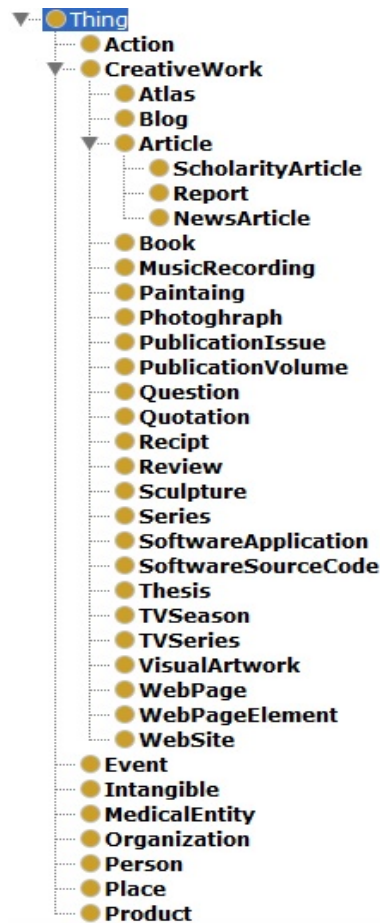 Thing
Action
CreativeWork
Atlas
Blog
Article
ScholarityArticle
Report
NewsArticle
Book
MusicRecording
Paintaing
Photoghraph
PublicationIssue
PublicationVolume
Question
Quotation
Recipt
Review
Sculpture
Series
SoftwareApplication
SoftwareSourceCode
Thesis
TVSeason
TVSeries
VisualArtwork
WebPage
WebPageElement
WebSite
Event
Intangible
MedicalEntity
Organization
Person
Place
Product